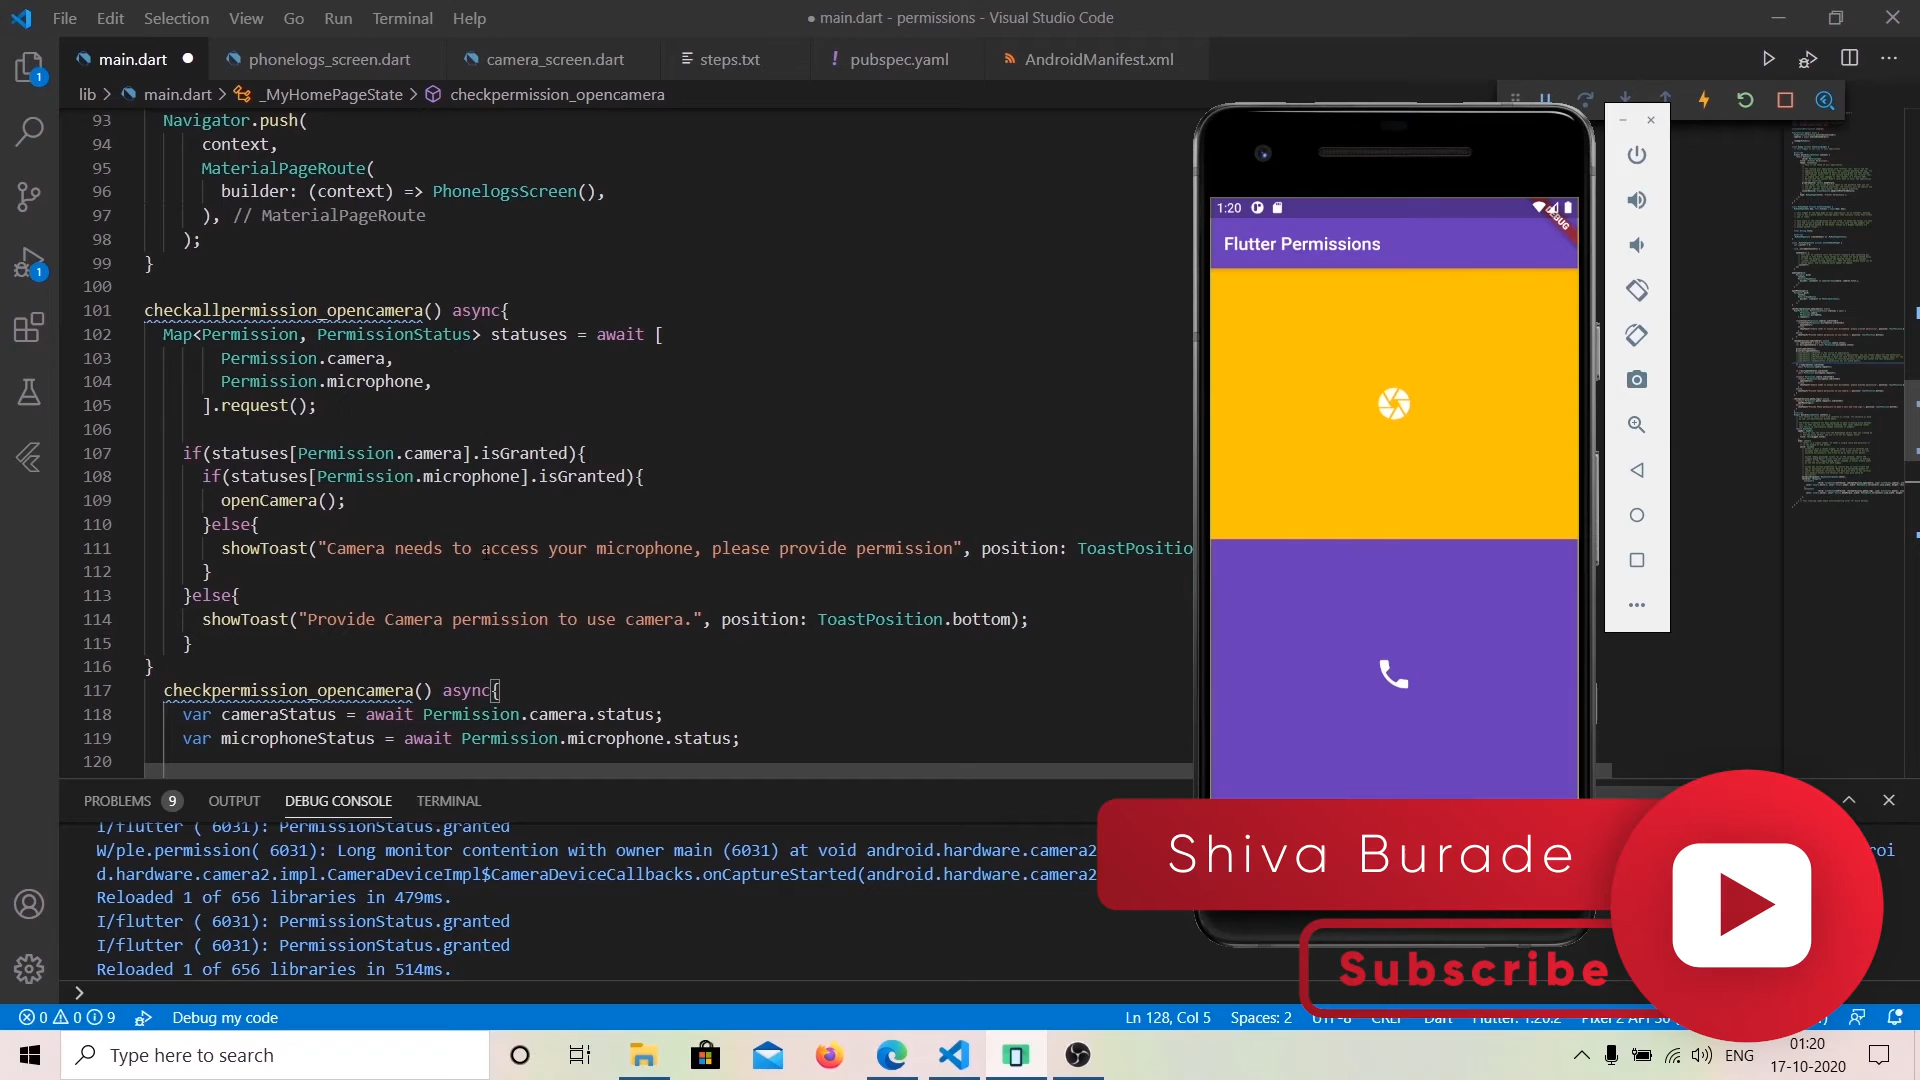 File Edit Selection View Go Run Terminal Help
● main.dart - permissions - Visual Studio Code
main.dart phonelogs_screen.dart camera_screen.dart steps.txt pubspec.yaml AndroidManifest.xml
lib > main.dart > _MyHomePageState > checkpermission_opencamera
93 Navigator.push(
94 context,
95 MaterialPageRoute(
96 builder: (context) => PhonelogsScreen(),
97 ), // MaterialPageRoute
98 );
99 }
100
101 checkallpermission_opencamera() async{
102 Map<Permission, PermissionStatus> statuses = await [
103 Permission.camera,
104 Permission.microphone,
105 ].request();
106
107 if(statuses[Permission.camera].isGranted){
108 if(statuses[Permission.microphone].isGranted){
109 openCamera();
110 }else{
111 showToast("Camera needs to access your microphone, please provide permission", position: ToastPositio
112 }
113 }else{
114 showToast("Provide Camera permission to use camera.", position: ToastPosition.bottom);
115 }
116 }
117 checkpermission_opencamera() async{
118 var cameraStatus = await Permission.camera.status;
119 var microphoneStatus = await Permission.microphone.status;
120
1:20
DEBUG
Flutter Permissions
PROBLEMS 9 OUTPUT DEBUG CONSOLE TERMINAL
I/flutter ( 6031): PermissionStatus.granted
W/ple.permission( 6031): Long monitor contention with owner main (6031) at void android.hardware.camera2
d.hardware.camera2.impl.CameraDeviceImpl$CameraDeviceCallbacks.onCaptureStarted(android.hardware.camera2
Reloaded 1 of 656 libraries in 479ms.
I/flutter ( 6031): PermissionStatus.granted
I/flutter ( 6031): PermissionStatus.granted
Reloaded 1 of 656 libraries in 514ms.
Shiva Burade
Subscribe
0 0 9 Debug my code
Ln 128, Col 5 Spaces: 2
Type here to search
ENG
01:20
17-10-2020